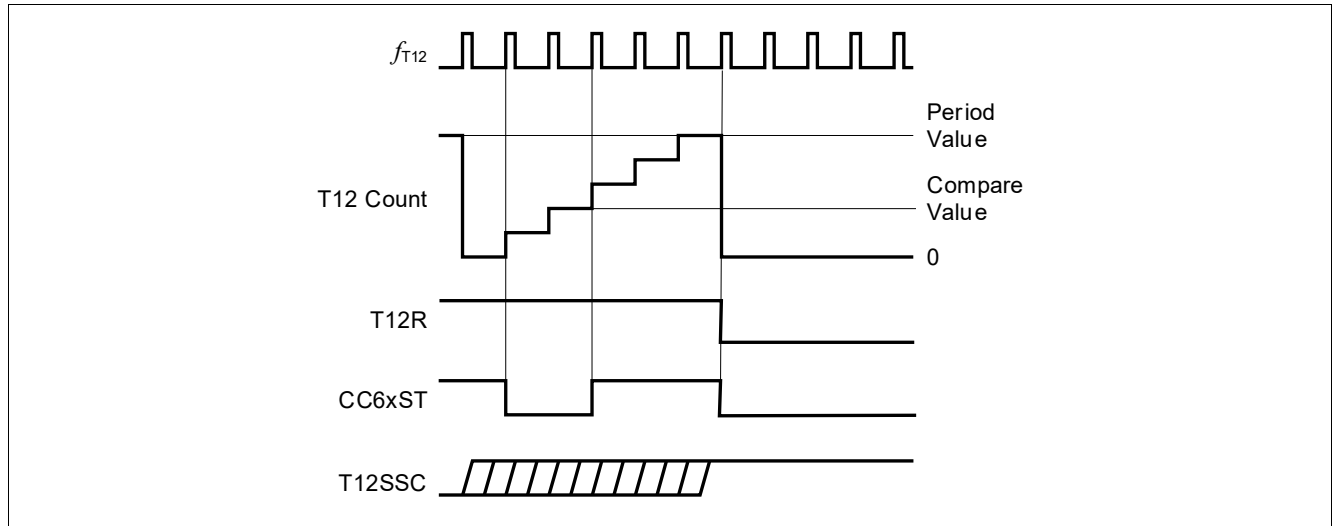 fT12
Period
Value
T12 Count
Compare
Value
0
T12R
CC6xST
T12SSC